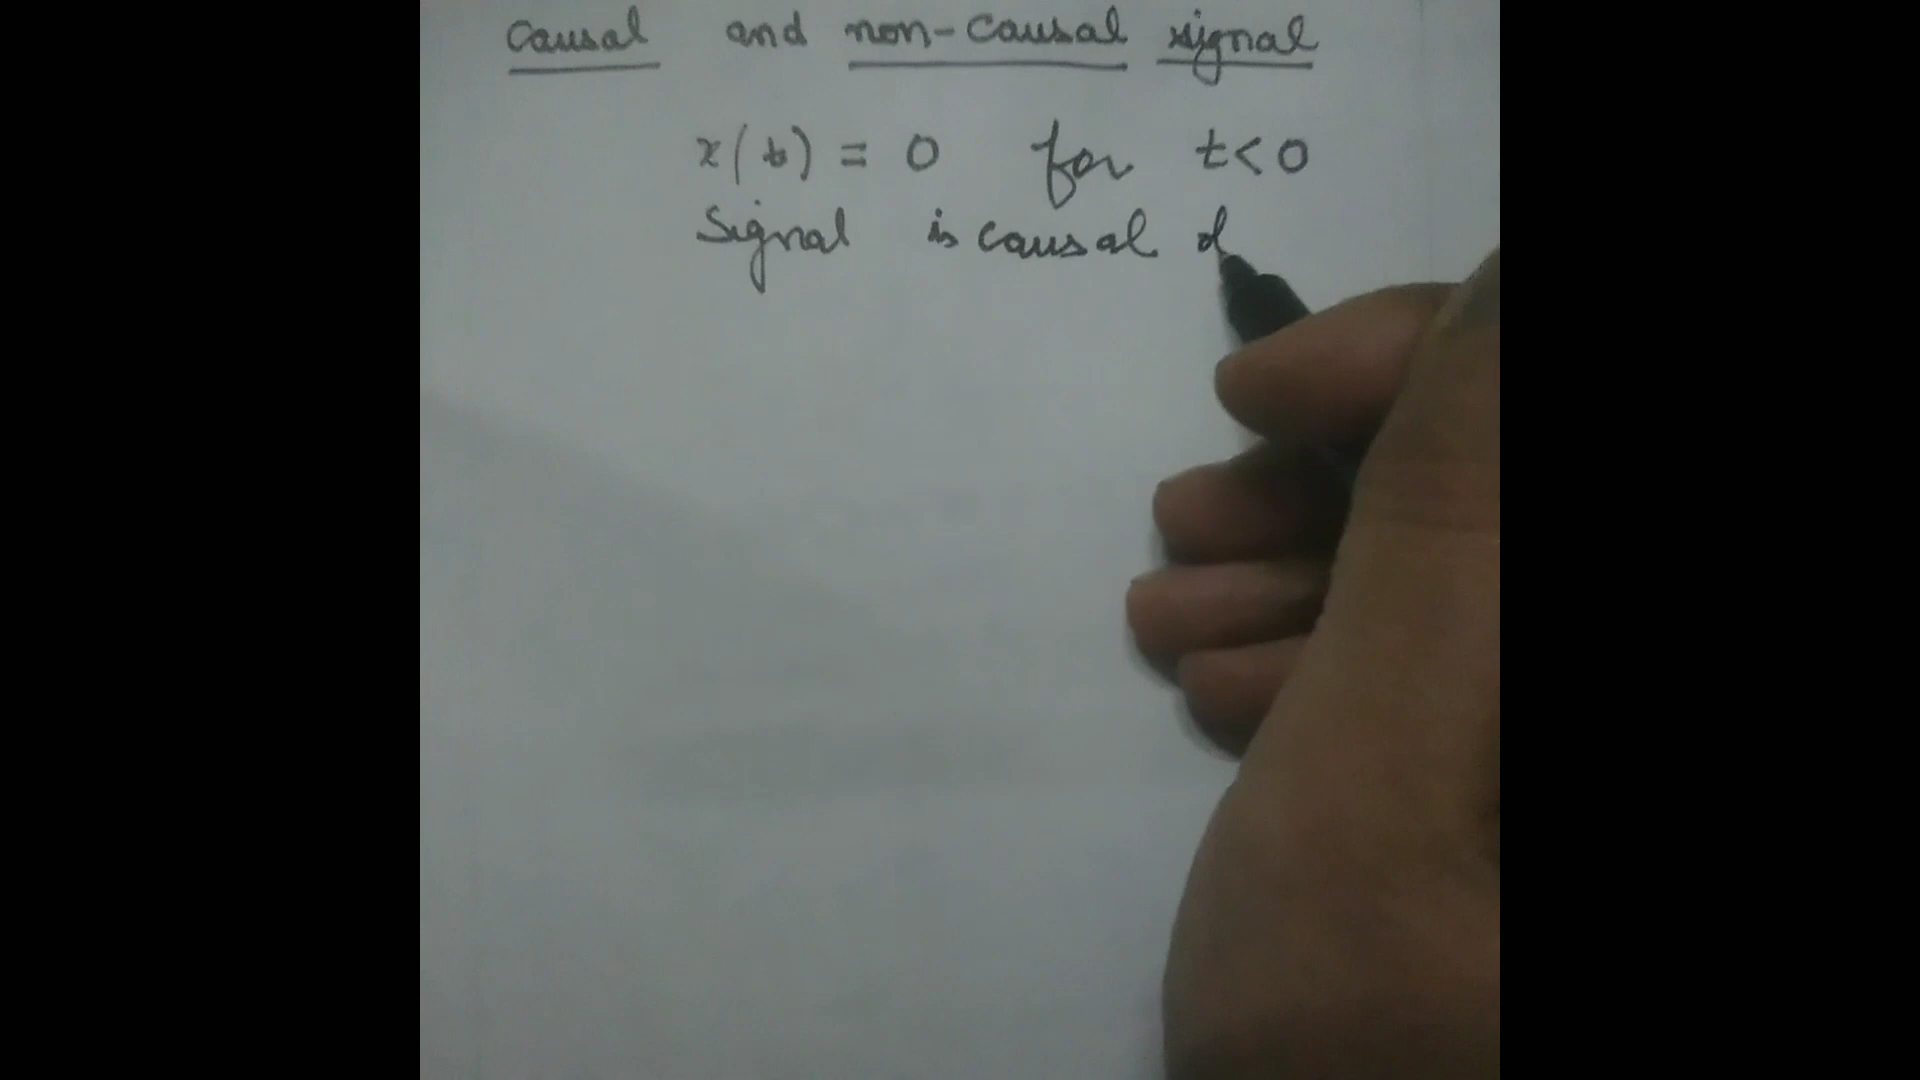 Causal and non-causal signal
x(t) = 0 for t<0
Signal is causal